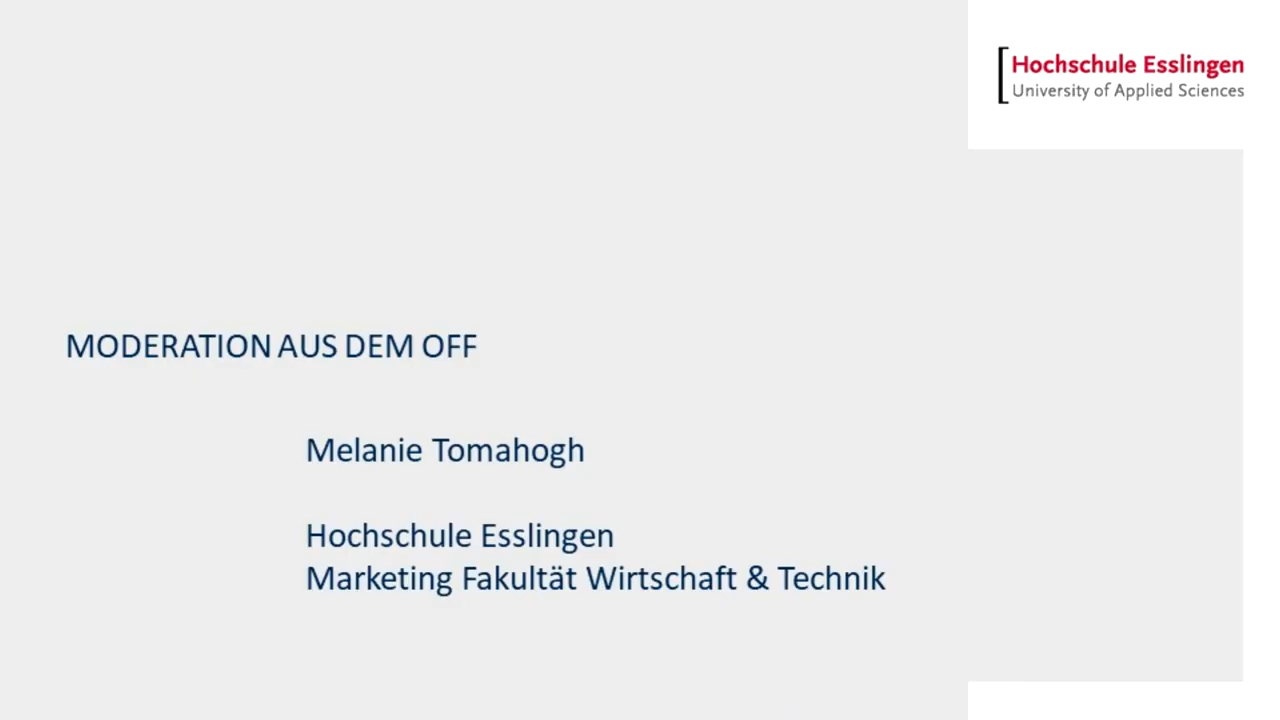 Hochschule Esslingen
University of Applied Sciences
MODERATION AUS DEM OFF
Melanie Tomahogh
Hochschule Esslingen
Marketing Fakultät Wirtschaft & Technik